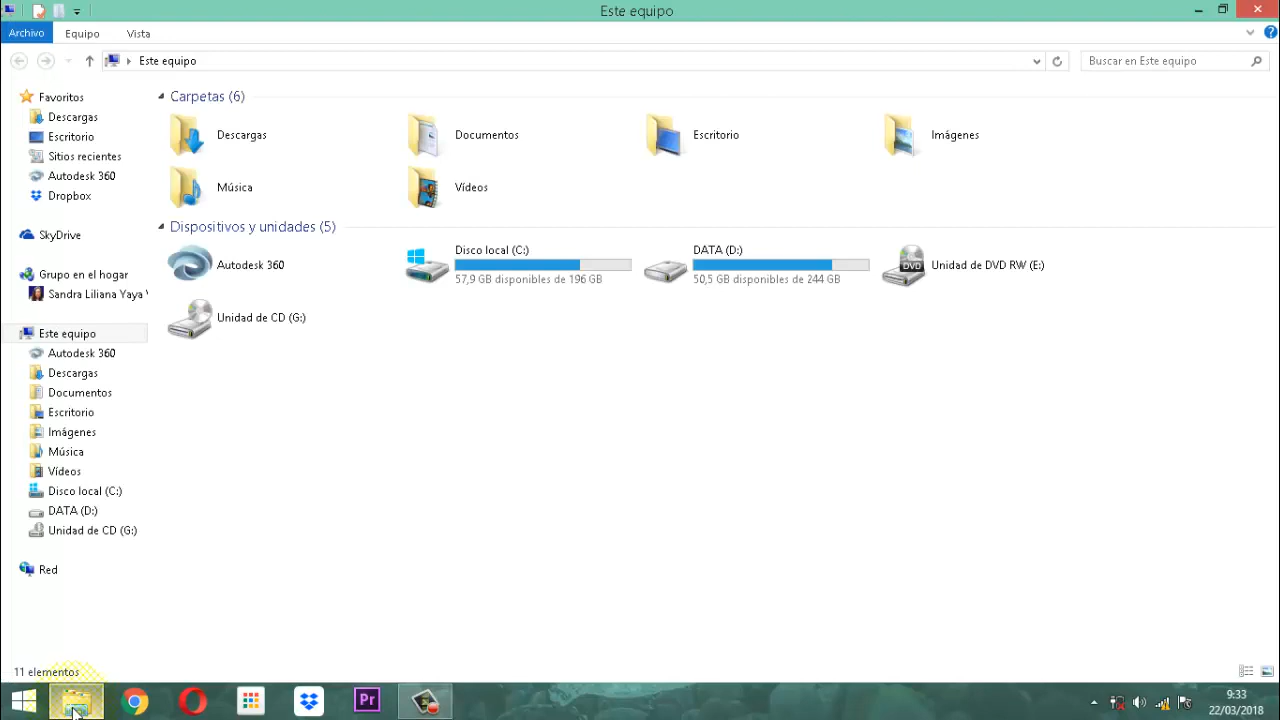 Este equipo
Archivo
Equipo
Vista
Este equipo
Buscar en Este equipo
Favoritos
Descargas
Escritorio
Sitios recientes
Autodesk 360
Dropbox
SkyDrive
Grupo en el hogar
Sandra Liliana Yaya
Este equipo
Autodesk 360
Descargas
Documentos
Escritorio
Imágenes
Música
Vídeos
Disco local (C:)
DATA (D:)
Unidad de CD (G:)
Red
Carpetas (6)
Descargas
Documentos
Escritorio
Imágenes
Música
Vídeos
Dispositivos y unidades (5)
Autodesk 360
Disco local (C:)
57,9 GB disponibles de 196 GB
DATA (D:)
50,5 GB disponibles de 244 GB
DVD
Unidad de DVD RW (E:)
Unidad de CD (G:)
11 elementos
Pr
9:33
22/03/2018